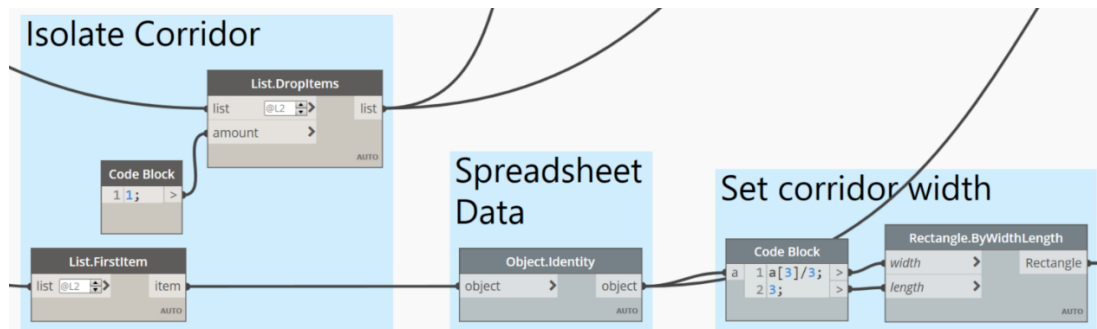 Isolate Corridor
List.DropItems
list @L2 > list
amount >
AUTO
Code Block
1 1; >
List.FirstItem
list @L2 > item
AUTO
Spreadsheet
Data
Object.Identity
object > object
AUTO
Set corridor width
Code Block
a 1 a[3]/3; >
2 3; >
Rectangle.ByWidthLength
width > Rectangle
length >
AUTO